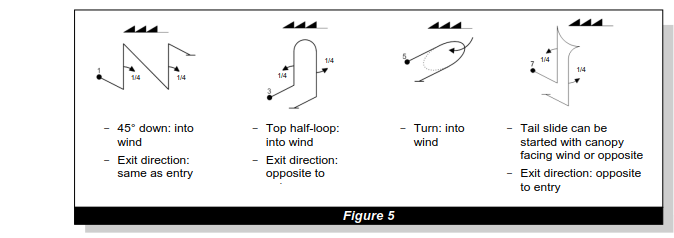 1
1/4
1/4
3
1/4
1/4
5
7
1/4
1/4
– 45° down: into
wind
– Exit direction:
same as entry
– Top half-loop:
into wind
– Exit direction:
opposite to
– Turn: into
wind
– Tail slide can be
started with canopy
facing wind or opposite
– Exit direction: opposite
to entry
Figure 5